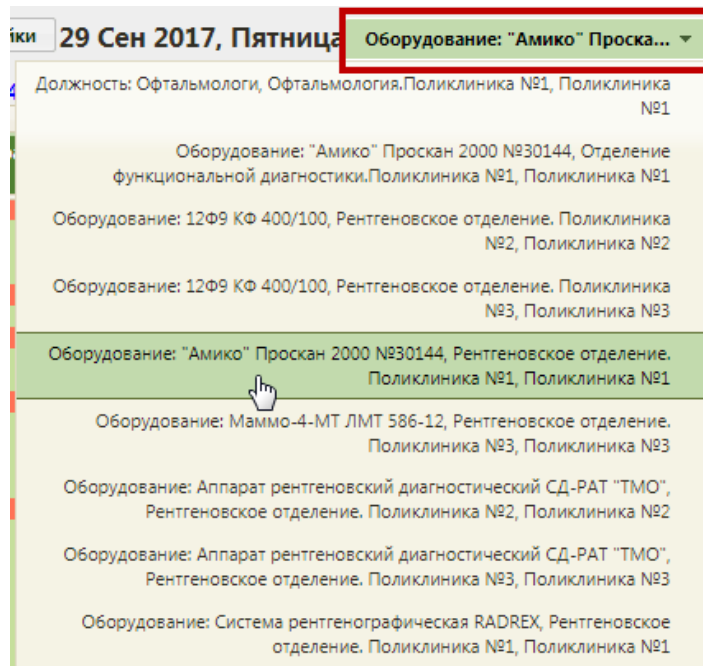 йки 29 Сен 2017, Пятница Оборудование: "Амико" Проска...
Должность: Офтальмологи, Офтальмология.Поликлиника №1, Поликлиника
№1
Оборудование: "Амико" Проскан 2000 №30144, Отделение
функциональной диагностики.Поликлиника №1, Поликлиника №1
Оборудование: 12Ф9 КФ 400/100, Рентгеновское отделение. Поликлиника
№2, Поликлиника №2
Оборудование: 12Ф9 КФ 400/100, Рентгеновское отделение. Поликлиника
№3, Поликлиника №3
Оборудование: "Амико" Проскан 2000 №30144, Рентгеновское отделение.
Поликлиника №1, Поликлиника №1
Оборудование: Маммо-4-МТ ЛМТ 586-12, Рентгеновское отделение.
Поликлиника №3, Поликлиника №3
Оборудование: Аппарат рентгеновский диагностический СД-РАТ "ТМО",
Рентгеновское отделение. Поликлиника №2, Поликлиника №2
Оборудование: Аппарат рентгеновский диагностический СД-РАТ "ТМО",
Рентгеновское отделение. Поликлиника №3, Поликлиника №3
Оборудование: Система рентгенографическая RADREX, Рентгеновское
отделение. Поликлиника №1, Поликлиника №1